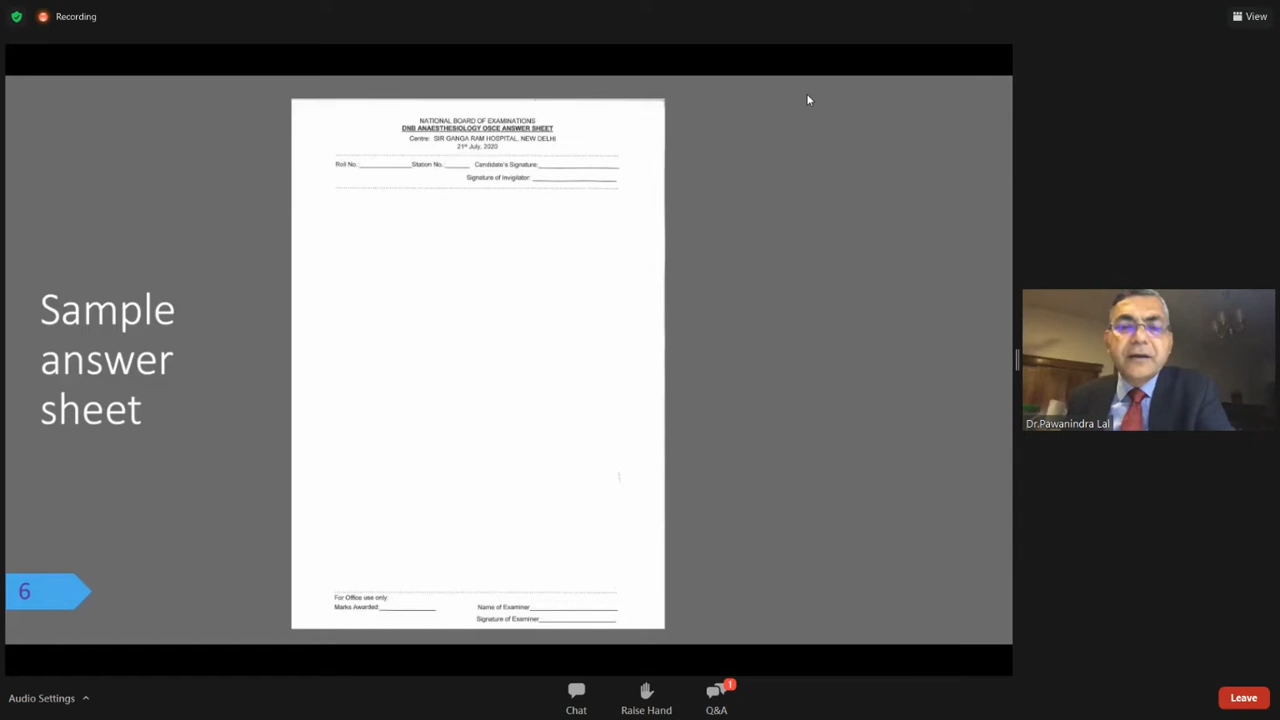 Recording
View
NATIONAL BOARD OF EXAMINATIONS
DNB ANAESTHESIOLOGY OSCE ANSWER SHEET
Centre: SIR GANGA RAM HOSPITAL, NEW DELHI
21st July, 2020
Roll No.: Station No.: Candidate's Signature:
Signature of Invigilator:
Sample
answer
sheet
6
For Office use only:
Marks Awarded: Name of Examiner
Signature of Examiner
Dr.Pawanindra Lal
Audio Settings
Chat
Raise Hand
1
Q&A
Leave